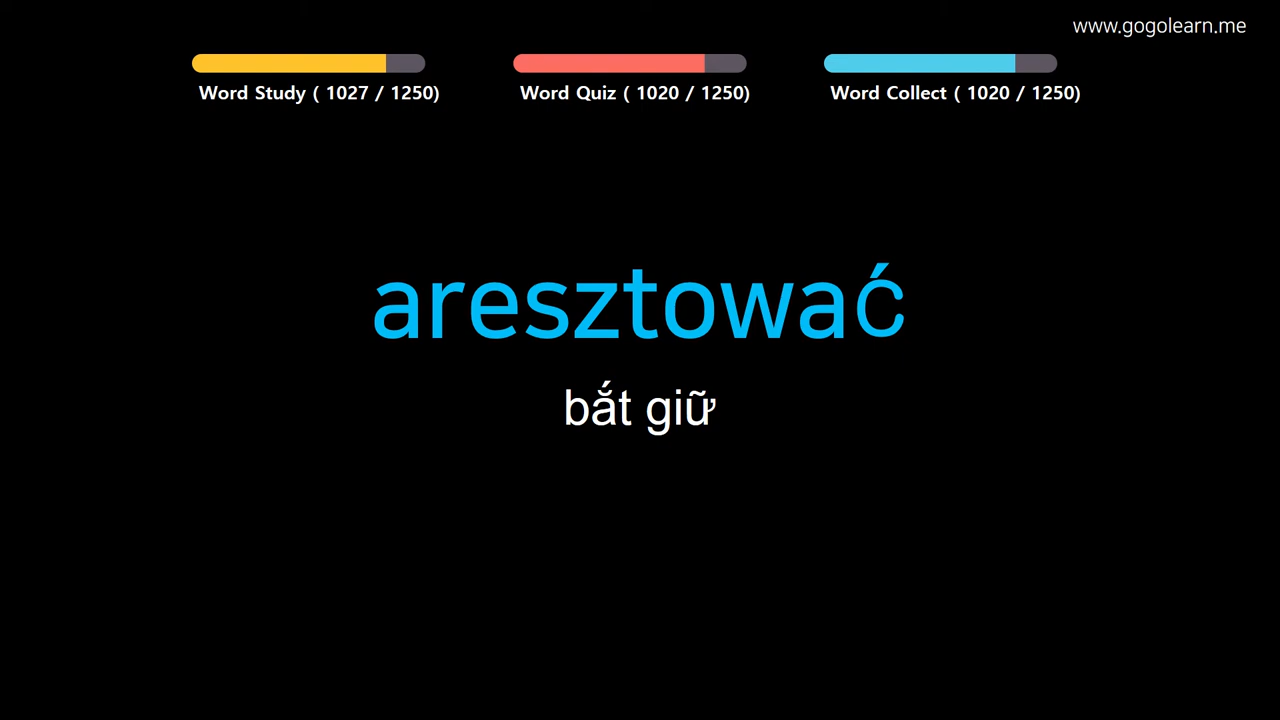 www.gogolearn.me
Word Study ( 1027 / 1250)
Word Quiz ( 1020 / 1250)
Word Collect ( 1020 / 1250)
aresztować
bắt giữ